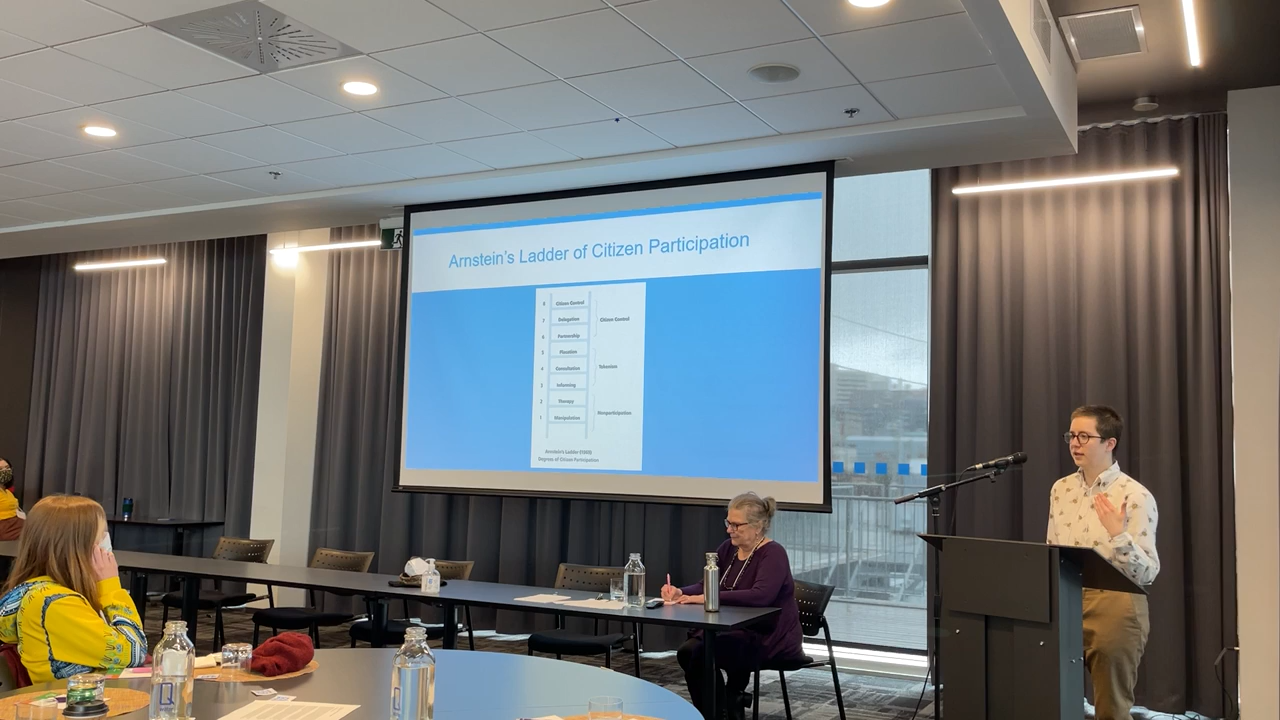 Arnstein's Ladder of Citizen Participation
8 Citizen Control
7 Delegation
Citizen Control
6 Partnership
5 Placation
4 Consultation
Tokenism
3 Informing
2 Therapy
Nonparticipation
1 Manipulation
Arnstein's Ladder (1969)
Degrees of Citizen Participation
Q